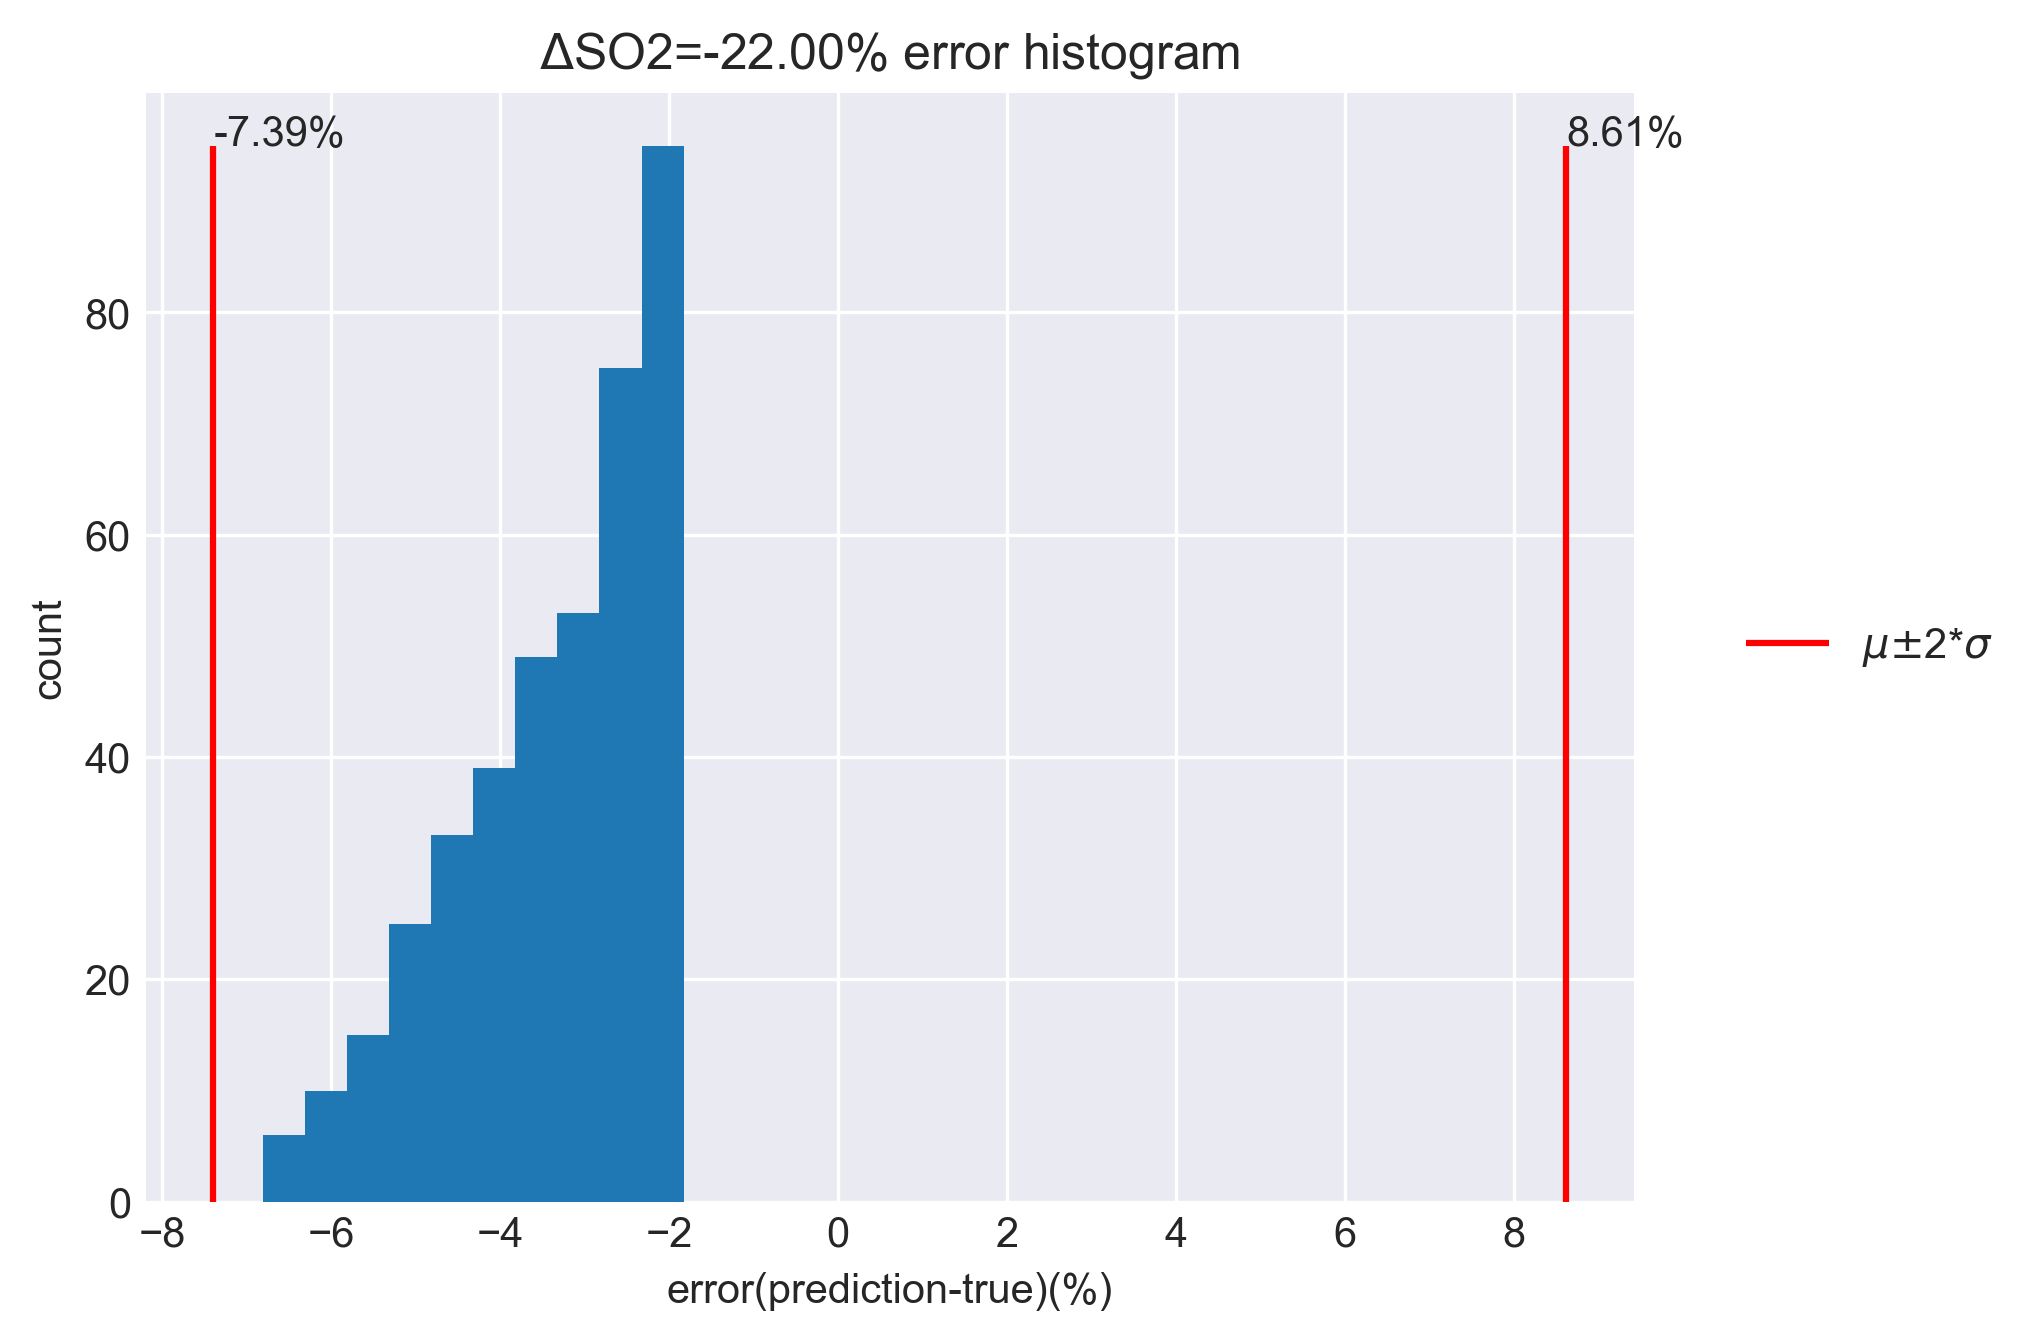 ΔSO2=-22.00% error histogram
-7.39%
8.61%
80
60
40
20
0
count
−8 −6 −4 −2 0 2 4 6 8
error(prediction-true)(%)
μ±2*σ